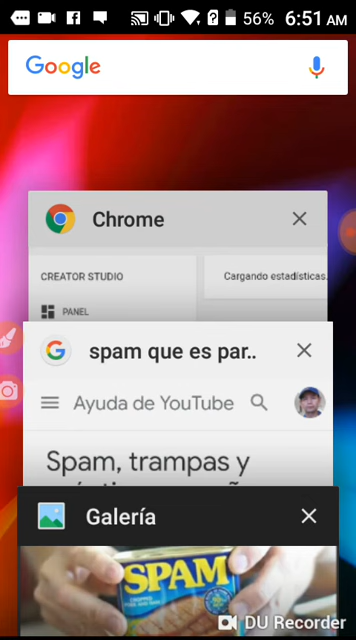 56% 6:51 AM
Google
Chrome
CREATOR STUDIO
Cargando estadísticas.
PANEL
spam que es par..
Ayuda de YouTube
Spam, trampas y
Galería
SPAM
DU Recorder